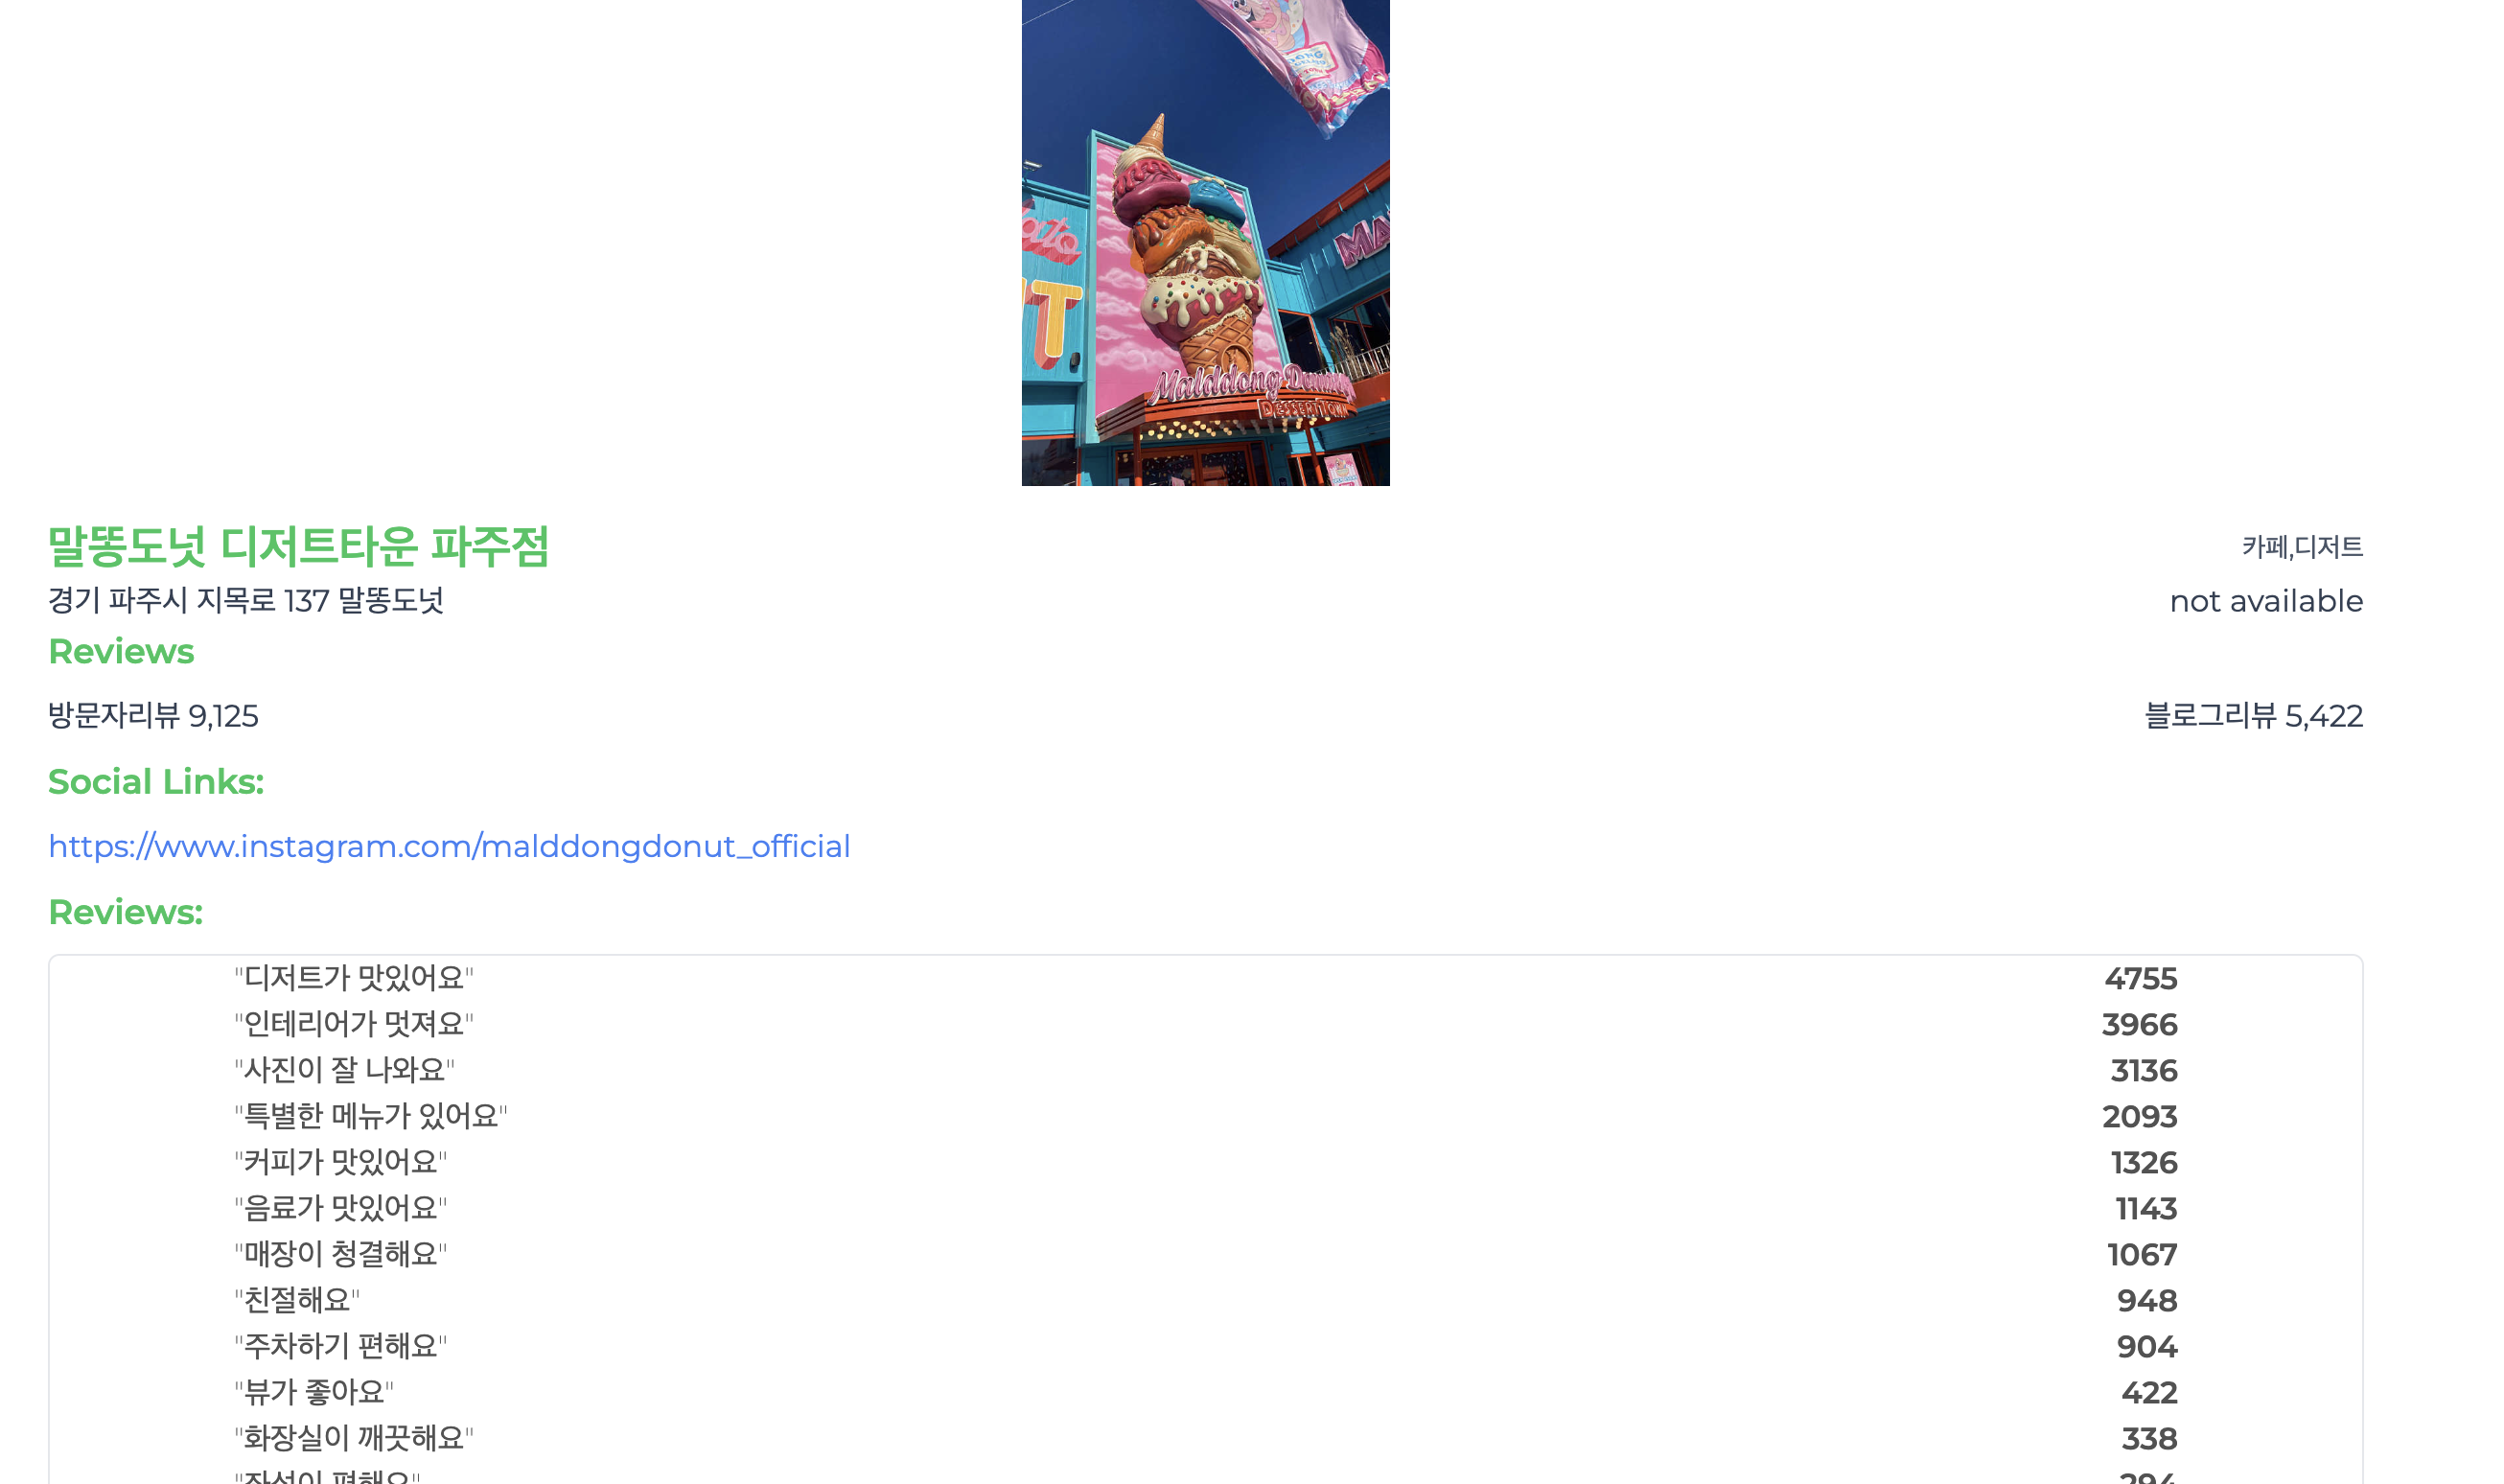 Malddong Donut
DESSERT TOWN
말똥도넛 디저트타운 파주점
카페,디저트
경기 파주시 지목로 137 말똥도넛
not available
Reviews
방문자리뷰 9,125
블로그리뷰 5,422
Social Links:
https://www.instagram.com/malddongdonut_official
Reviews:
"디저트가 맛있어요" 4755
"인테리어가 멋져요" 3966
"사진이 잘 나와요" 3136
"특별한 메뉴가 있어요" 2093
"커피가 맛있어요" 1326
"음료가 맛있어요" 1143
"매장이 청결해요" 1067
"친절해요" 948
"주차하기 편해요" 904
"뷰가 좋아요" 422
"화장실이 깨끗해요" 338